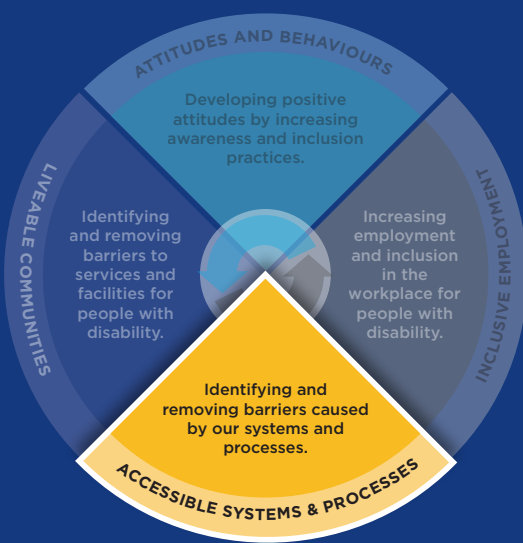 ATTITUDES AND BEHAVIOURS
Developing positive
attitudes by increasing
awareness and inclusion
practices.
LIVEABLE COMMUNITIES
Identifying
and removing
barriers to
services and
facilities for
people with
disability.
INCLUSIVE EMPLOYMENT
Increasing
employment
and inclusion
in the
workplace for
people with
disability.
Identifying and
removing barriers caused
by our systems and
processes.
ACCESSIBLE SYSTEMS & PROCESSES